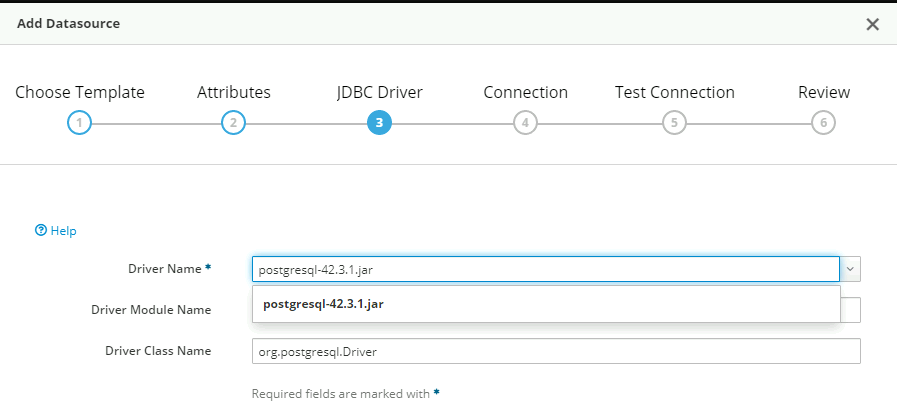 Add Datasource
Choose Template Attributes JDBC Driver Connection Test Connection Review
1 2 3 4 5 6
Help
Driver Name * postgresql-42.3.1.jar
postgresql-42.3.1.jar
Driver Module Name
Driver Class Name org.postgresql.Driver
Required fields are marked with *